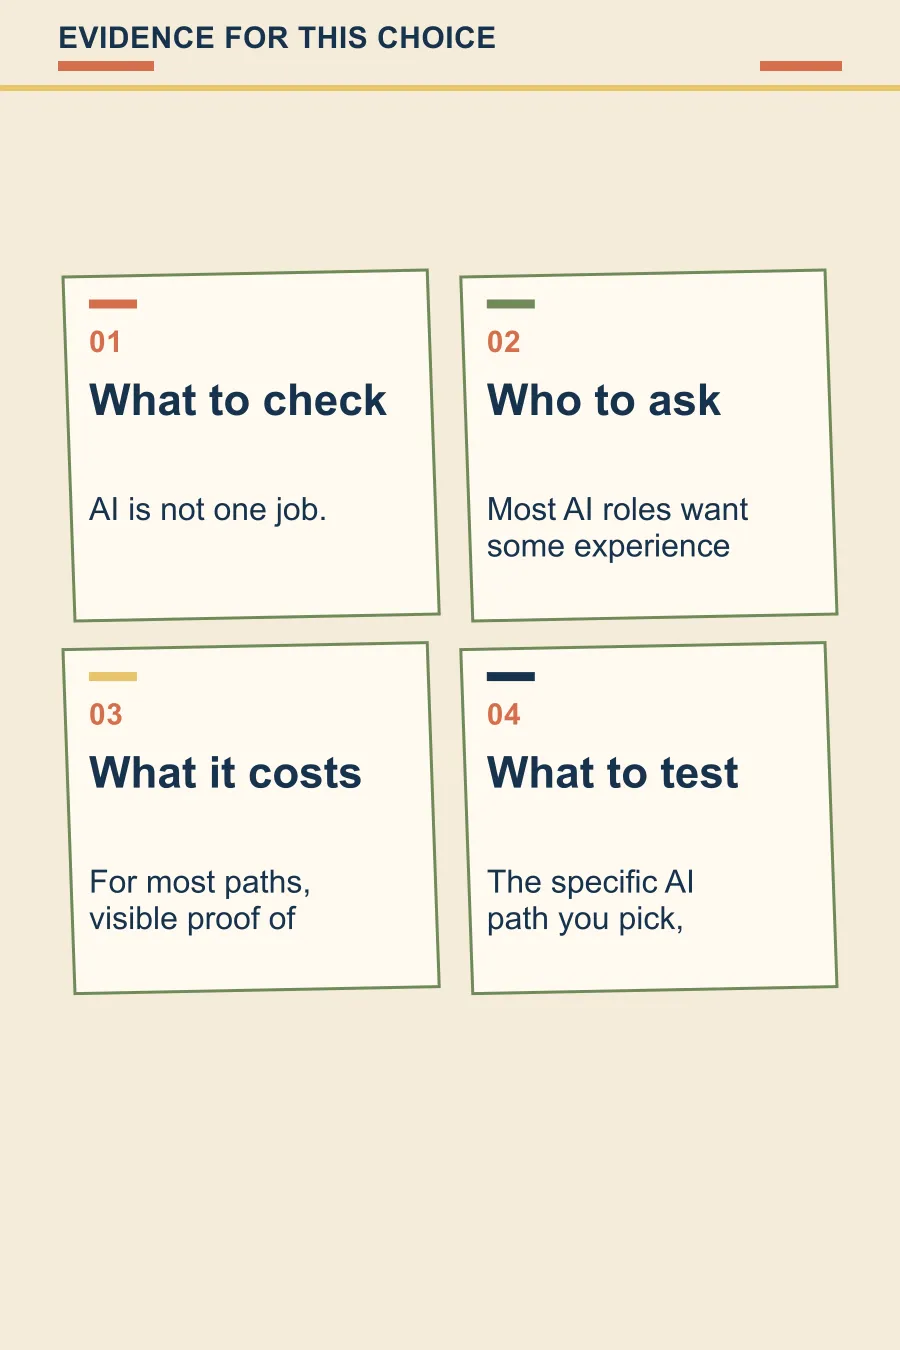 EVIDENCE FOR THIS CHOICE
01
What to check
AI is not one job.
02
Who to ask
Most AI roles want
some experience
03
What it costs
For most paths,
visible proof of
04
What to test
The specific AI
path you pick,